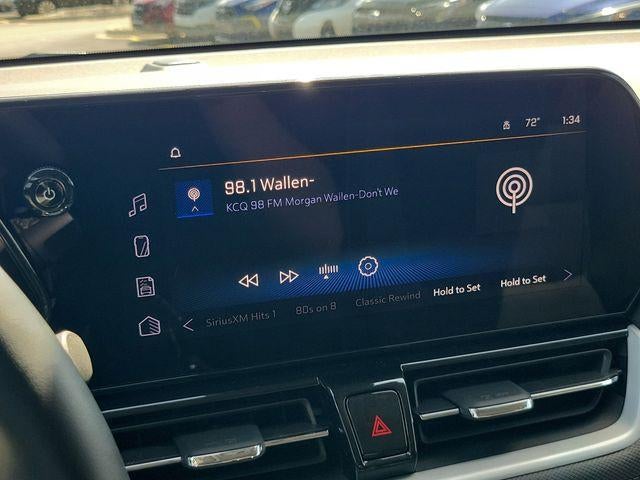 72° 1:34
98.1 Wallen-
KCQ 98 FM Morgan Wallen-Don't We
SiriusXM Hits 1 80s on 8 Classic Rewind Hold to Set Hold to Set